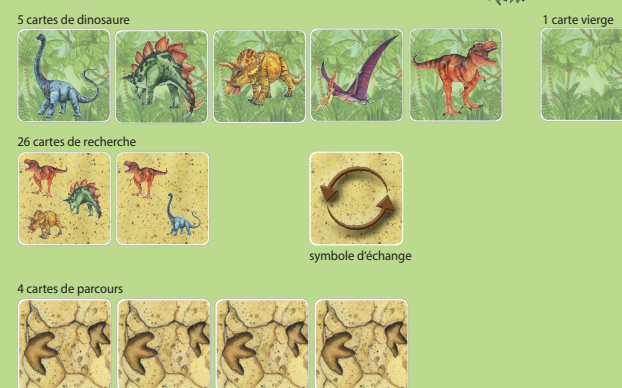 5 cartes de dinosaure
1 carte vierge
26 cartes de recherche
symbole d'échange
4 cartes de parcours